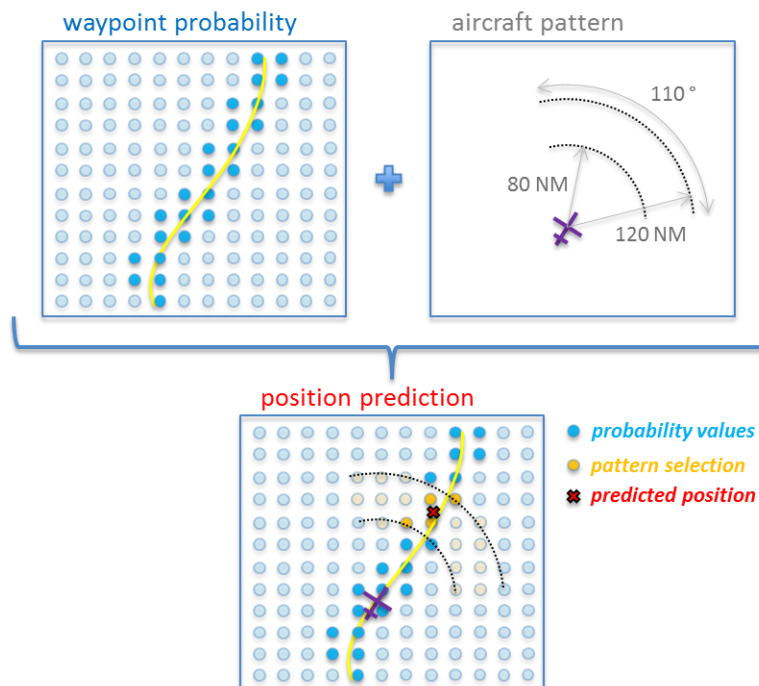 waypoint probability
aircraft pattern
110 °
80 NM
120 NM
position prediction
probability values
pattern selection
predicted position